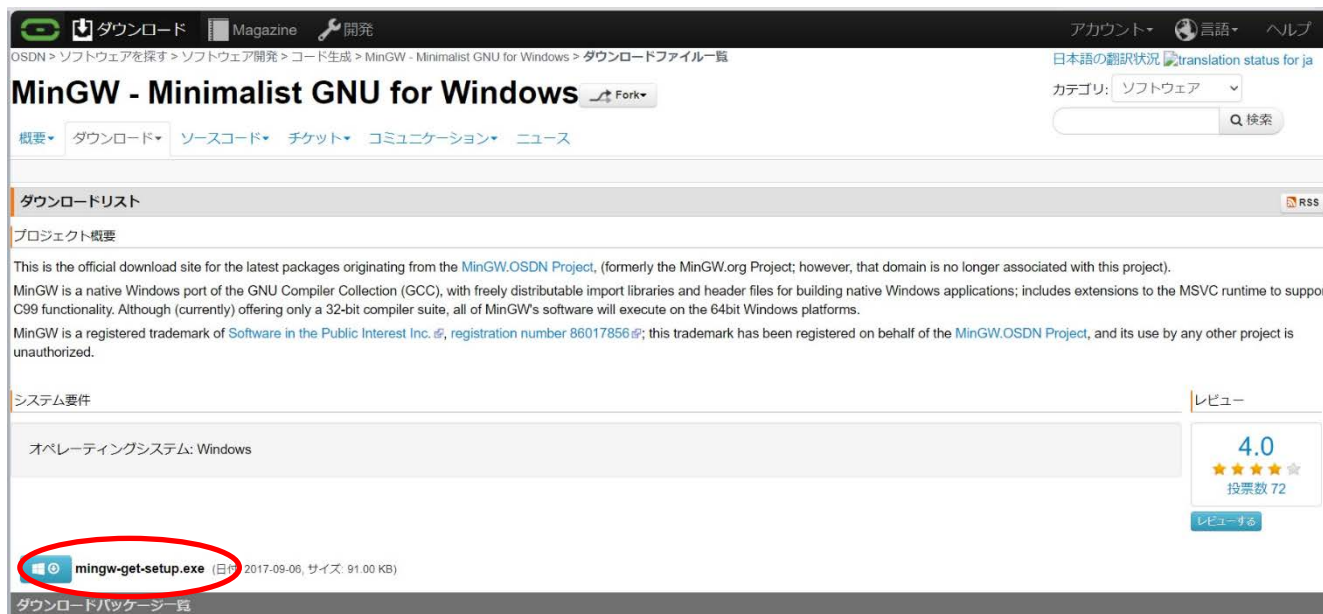 ダウンロード Magazine 開発 アカウント 言語 ヘルプ
OSDN > ソフトウェアを探す > ソフトウェア開発 > コード生成 > MinGW - Minimalist GNU for Windows > ダウンロードファイル一覧
日本語の翻訳状況 translation status for ja
MinGW - Minimalist GNU for Windows Fork
カテゴリ: ソフトウェア
検索
概要 ダウンロード ソースコード チケット コミュニケーション ニュース
ダウンロードリスト RSS
プロジェクト概要
This is the official download site for the latest packages originating from the MinGW.OSDN Project, (formerly the MinGW.org Project; however, that domain is no longer associated with this project).
MinGW is a native Windows port of the GNU Compiler Collection (GCC), with freely distributable import libraries and header files for building native Windows applications; includes extensions to the MSVC runtime to suppor
C99 functionality. Although (currently) offering only a 32-bit compiler suite, all of MinGW's software will execute on the 64bit Windows platforms.
MinGW is a registered trademark of Software in the Public Interest Inc. , registration number 86017856 ; this trademark has been registered on behalf of the MinGW.OSDN Project, and its use by any other project is
unauthorized.
システム要件 レビュー
オペレーティングシステム: Windows
4.0
投票数 72
レビューする
mingw-get-setup.exe (日付: 2017-09-06, サイズ: 91.00 KB)
ダウンロードパッケージ一覧